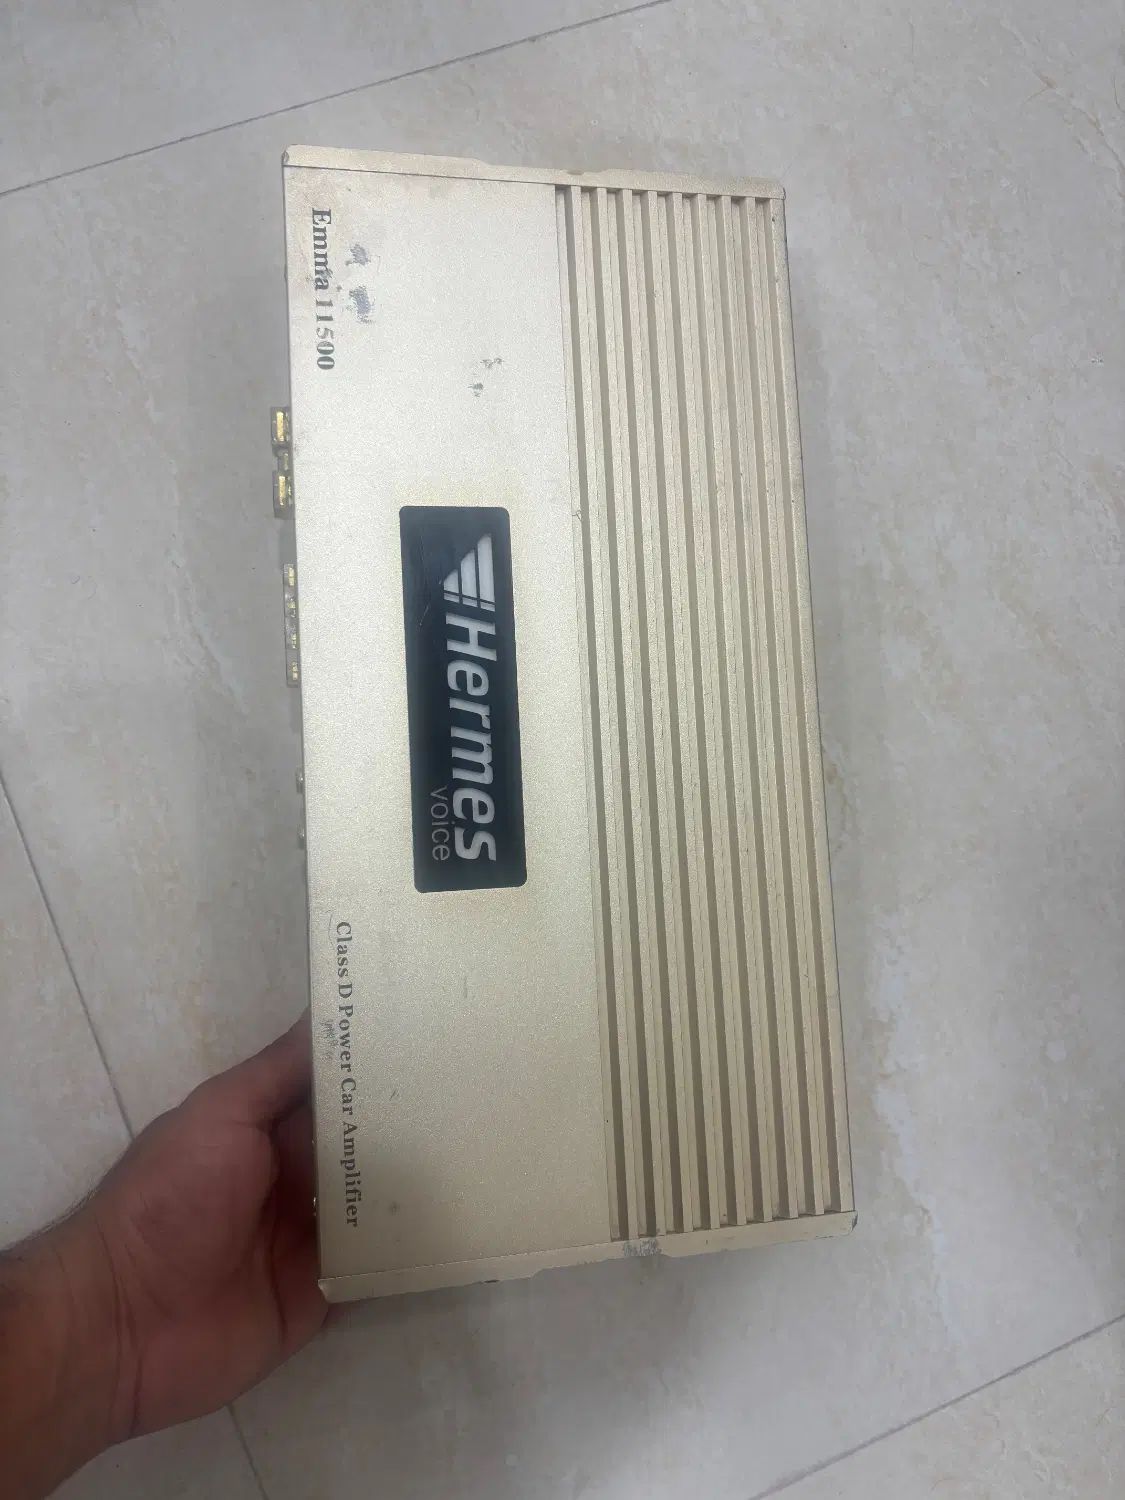 Emma 11500
Hermes
voice
Class D Power Car Amplifier